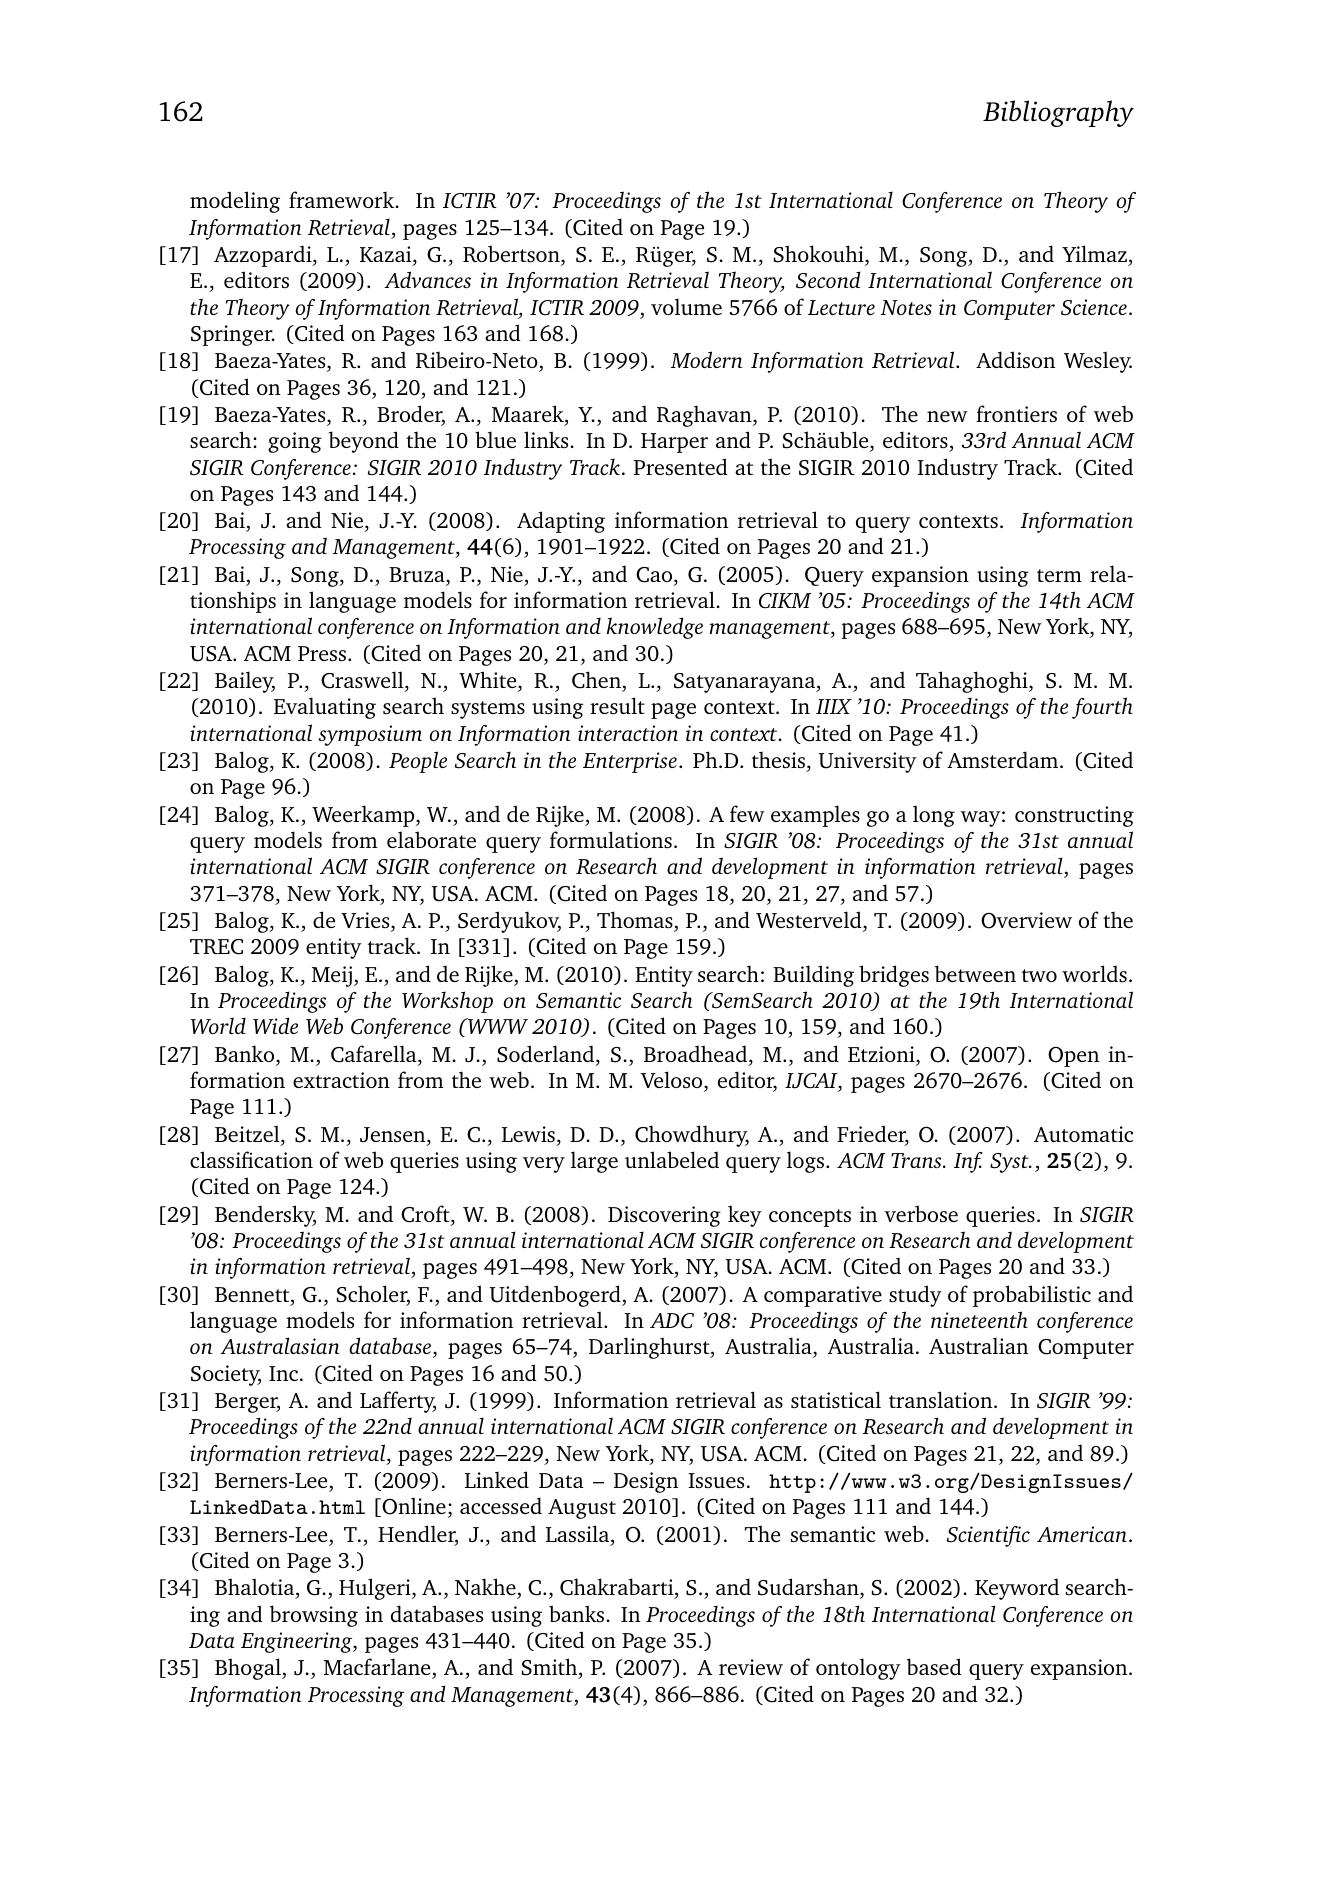 162 Bibliography
modeling framework. In ICTIR ’07: Proceedings of the 1st International Conference on Theory of
Information Retrieval, pages 125–134. (Cited on Page 19.)
[17] Azzopardi, L., Kazai, G., Robertson, S. E., Rüger, S. M., Shokouhi, M., Song, D., and Yilmaz,
E., editors (2009). Advances in Information Retrieval Theory, Second International Conference on
the Theory of Information Retrieval, ICTIR 2009, volume 5766 of Lecture Notes in Computer Science.
Springer. (Cited on Pages 163 and 168.)
[18] Baeza-Yates, R. and Ribeiro-Neto, B. (1999). Modern Information Retrieval. Addison Wesley.
(Cited on Pages 36, 120, and 121.)
[19] Baeza-Yates, R., Broder, A., Maarek, Y., and Raghavan, P. (2010). The new frontiers of web
search: going beyond the 10 blue links. In D. Harper and P. Schäuble, editors, 33rd Annual ACM
SIGIR Conference: SIGIR 2010 Industry Track. Presented at the SIGIR 2010 Industry Track. (Cited
on Pages 143 and 144.)
[20] Bai, J. and Nie, J.-Y. (2008). Adapting information retrieval to query contexts. Information
Processing and Management, 44(6), 1901–1922. (Cited on Pages 20 and 21.)
[21] Bai, J., Song, D., Bruza, P., Nie, J.-Y., and Cao, G. (2005). Query expansion using term rela-
tionships in language models for information retrieval. In CIKM ’05: Proceedings of the 14th ACM
international conference on Information and knowledge management, pages 688–695, New York, NY,
USA. ACM Press. (Cited on Pages 20, 21, and 30.)
[22] Bailey, P., Craswell, N., White, R., Chen, L., Satyanarayana, A., and Tahaghoghi, S. M. M.
(2010). Evaluating search systems using result page context. In IIIX ’10: Proceedings of the fourth
international symposium on Information interaction in context. (Cited on Page 41.)
[23] Balog, K. (2008). People Search in the Enterprise. Ph.D. thesis, University of Amsterdam. (Cited
on Page 96.)
[24] Balog, K., Weerkamp, W., and de Rijke, M. (2008). A few examples go a long way: constructing
query models from elaborate query formulations. In SIGIR ’08: Proceedings of the 31st annual
international ACM SIGIR conference on Research and development in information retrieval, pages
371–378, New York, NY, USA. ACM. (Cited on Pages 18, 20, 21, 27, and 57.)
[25] Balog, K., de Vries, A. P., Serdyukov, P., Thomas, P., and Westerveld, T. (2009). Overview of the
TREC 2009 entity track. In [331]. (Cited on Page 159.)
[26] Balog, K., Meij, E., and de Rijke, M. (2010). Entity search: Building bridges between two worlds.
In Proceedings of the Workshop on Semantic Search (SemSearch 2010) at the 19th International
World Wide Web Conference (WWW 2010). (Cited on Pages 10, 159, and 160.)
[27] Banko, M., Cafarella, M. J., Soderland, S., Broadhead, M., and Etzioni, O. (2007). Open in-
formation extraction from the web. In M. M. Veloso, editor, IJCAI, pages 2670–2676. (Cited on
Page 111.)
[28] Beitzel, S. M., Jensen, E. C., Lewis, D. D., Chowdhury, A., and Frieder, O. (2007). Automatic
classification of web queries using very large unlabeled query logs. ACM Trans. Inf. Syst., 25(2), 9.
(Cited on Page 124.)
[29] Bendersky, M. and Croft, W. B. (2008). Discovering key concepts in verbose queries. In SIGIR
’08: Proceedings of the 31st annual international ACM SIGIR conference on Research and development
in information retrieval, pages 491–498, New York, NY, USA. ACM. (Cited on Pages 20 and 33.)
[30] Bennett, G., Scholer, F., and Uitdenbogerd, A. (2007). A comparative study of probabilistic and
language models for information retrieval. In ADC ’08: Proceedings of the nineteenth conference
on Australasian database, pages 65–74, Darlinghurst, Australia, Australia. Australian Computer
Society, Inc. (Cited on Pages 16 and 50.)
[31] Berger, A. and Lafferty, J. (1999). Information retrieval as statistical translation. In SIGIR ’99:
Proceedings of the 22nd annual international ACM SIGIR conference on Research and development in
information retrieval, pages 222–229, New York, NY, USA. ACM. (Cited on Pages 21, 22, and 89.)
[32] Berners-Lee, T. (2009). Linked Data – Design Issues. http://www.w3.org/DesignIssues/
LinkedData.html [Online; accessed August 2010]. (Cited on Pages 111 and 144.)
[33] Berners-Lee, T., Hendler, J., and Lassila, O. (2001). The semantic web. Scientific American.
(Cited on Page 3.)
[34] Bhalotia, G., Hulgeri, A., Nakhe, C., Chakrabarti, S., and Sudarshan, S. (2002). Keyword search-
ing and browsing in databases using banks. In Proceedings of the 18th International Conference on
Data Engineering, pages 431–440. (Cited on Page 35.)
[35] Bhogal, J., Macfarlane, A., and Smith, P. (2007). A review of ontology based query expansion.
Information Processing and Management, 43(4), 866–886. (Cited on Pages 20 and 32.)